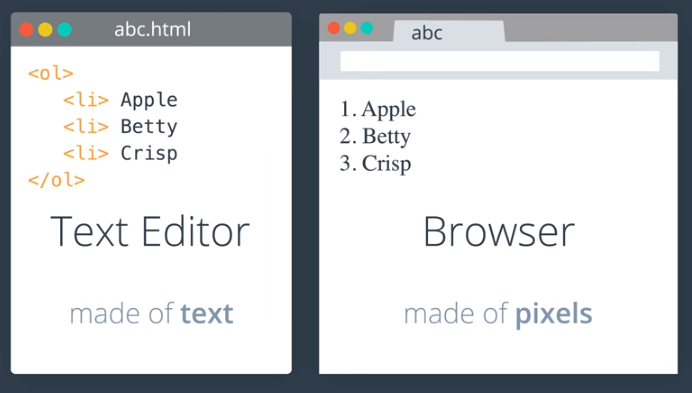 abc.html
<ol>
<li> Apple
<li> Betty
<li> Crisp
</ol>
Text Editor
made of text
abc
1. Apple
2. Betty
3. Crisp
Browser
made of pixels